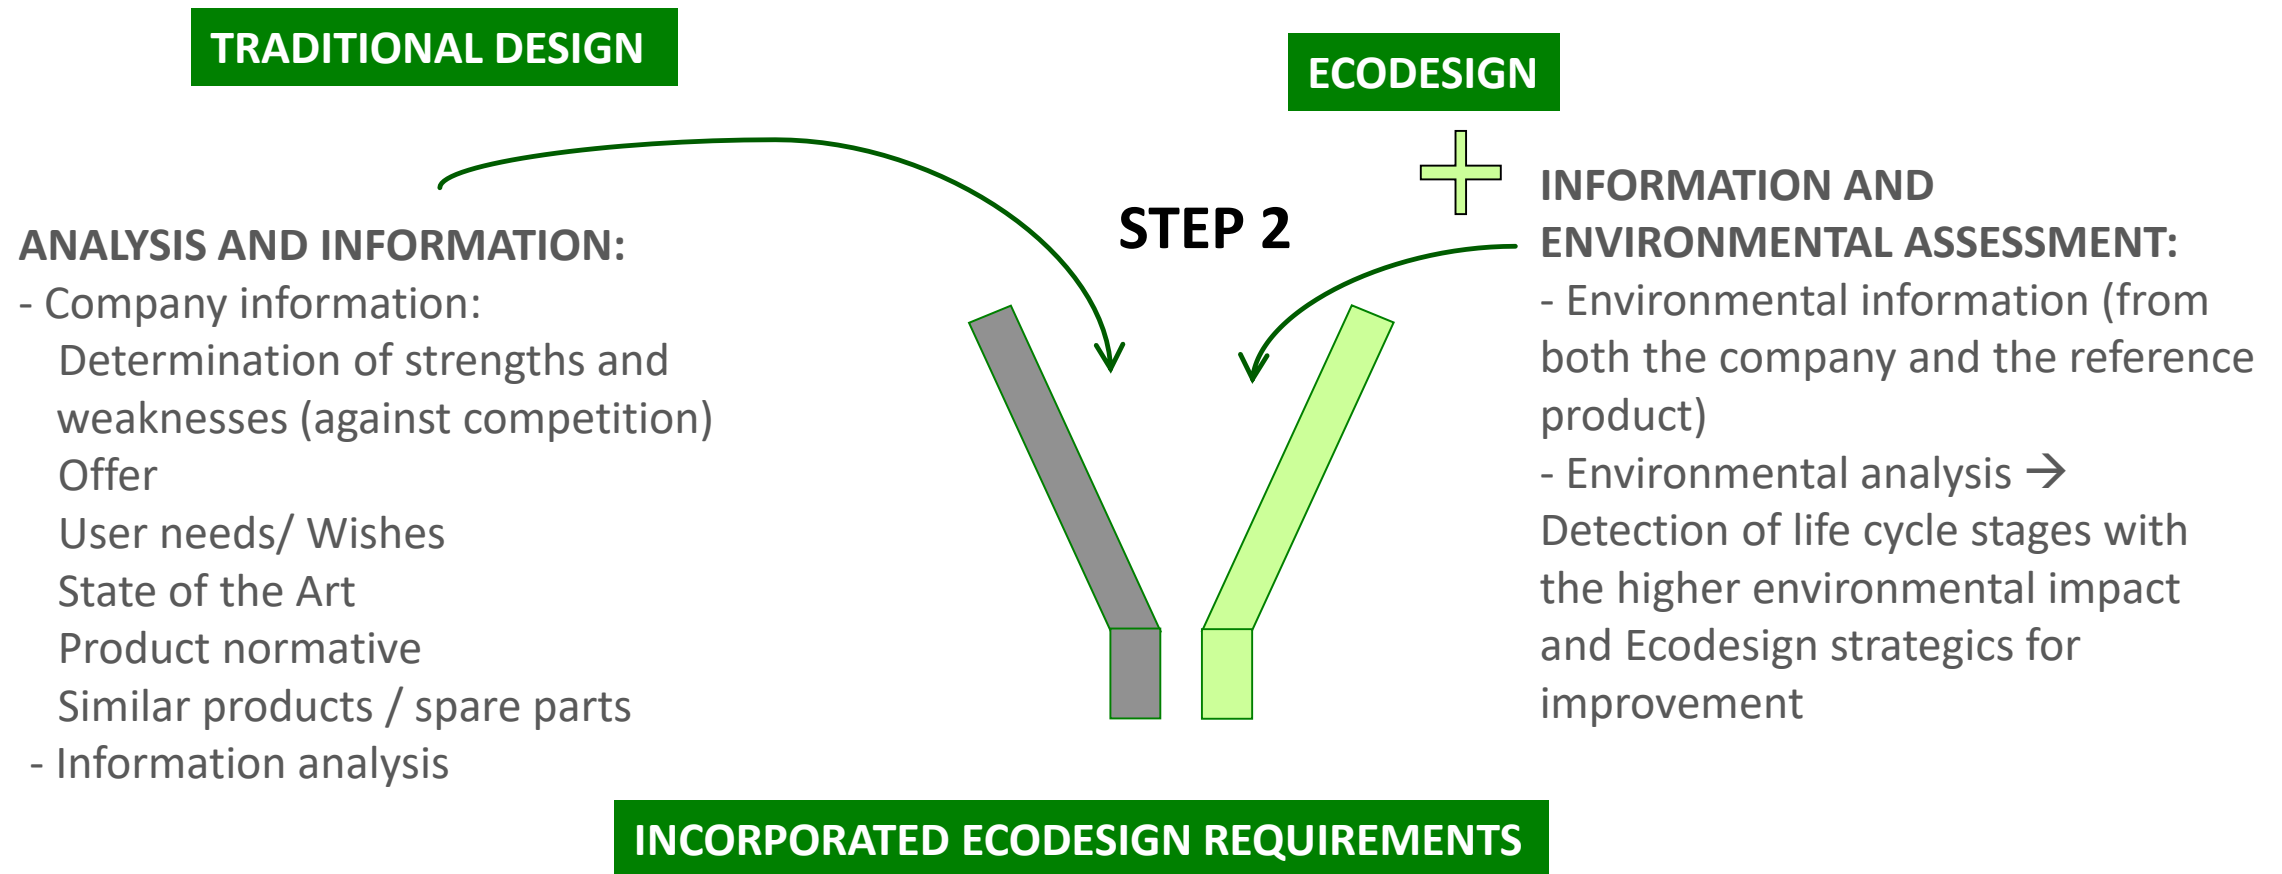 TRADITIONAL DESIGN
ECODESIGN
STEP 2
ANALYSIS AND INFORMATION:
- Company information:
Determination of strengths and
weaknesses (against competition)
Offer
User needs/ Wishes
State of the Art
Product normative
Similar products / spare parts
- Information analysis
INFORMATION AND
ENVIRONMENTAL ASSESSMENT:
- Environmental information (from
both the company and the reference
product)
- Environmental analysis →
Detection of life cycle stages with
the higher environmental impact
and Ecodesign strategics for
improvement
INCORPORATED ECODESIGN REQUIREMENTS